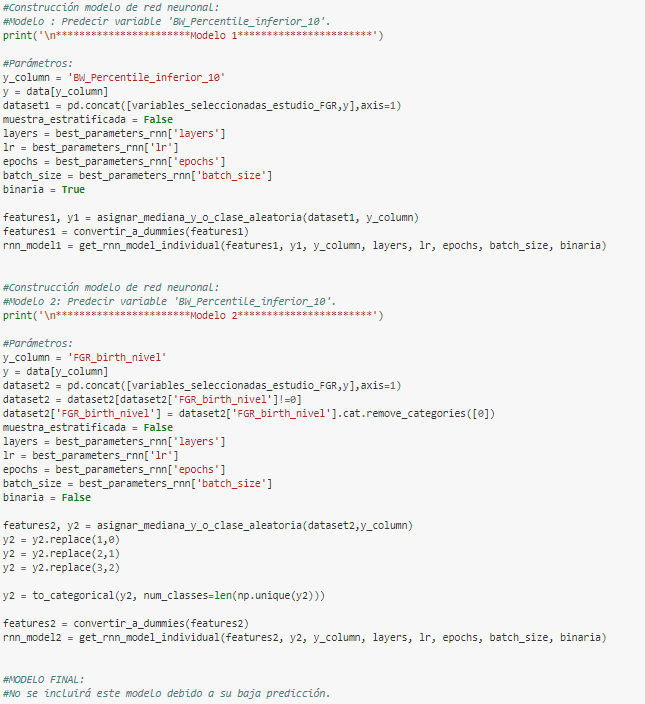 #Construcción modelo de red neuronal:
#Modelo : Predecir variable 'BW_Percentile_inferior_10'.
print('\n***********************Modelo 1***********************')
#Parámetros:
y_column = 'BW_Percentile_inferior_10'
y = data[y_column]
dataset1 = pd.concat([variables_seleccionadas_estudio_FGR,y],axis=1)
muestra_estratificada = False
layers = best_parameters_rnn['layers']
lr = best_parameters_rnn['lr']
epochs = best_parameters_rnn['epochs']
batch_size = best_parameters_rnn['batch_size']
binaria = True
features1, y1 = asignar_mediana_y_o_clase_aleatoria(dataset1, y_column)
features1 = convertir_a_dummies(features1)
rnn_model1 = get_rnn_model_individual(features1, y1, y_column, layers, lr, epochs, batch_size, binaria)
#Construcción modelo de red neuronal:
#Modelo 2: Predecir variable 'BW_Percentile_inferior_10'.
print('\n***********************Modelo 2***********************')
#Parámetros:
y_column = 'FGR_birth_nivel'
y = data[y_column]
dataset2 = pd.concat([variables_seleccionadas_estudio_FGR,y],axis=1)
dataset2 = dataset2[dataset2['FGR_birth_nivel']!=0]
dataset2['FGR_birth_nivel'] = dataset2['FGR_birth_nivel'].cat.remove_categories([0])
muestra_estratificada = False
layers = best_parameters_rnn['layers']
lr = best_parameters_rnn['lr']
epochs = best_parameters_rnn['epochs']
batch_size = best_parameters_rnn['batch_size']
binaria = False
features2, y2 = asignar_mediana_y_o_clase_aleatoria(dataset2,y_column)
y2 = y2.replace(1,0)
y2 = y2.replace(2,1)
y2 = y2.replace(3,2)
y2 = to_categorical(y2, num_classes=len(np.unique(y2)))
features2 = convertir_a_dummies(features2)
rnn_model2 = get_rnn_model_individual(features2, y2, y_column, layers, lr, epochs, batch_size, binaria)
#MODELO FINAL:
#No se incluirá este modelo debido a su baja predicción.